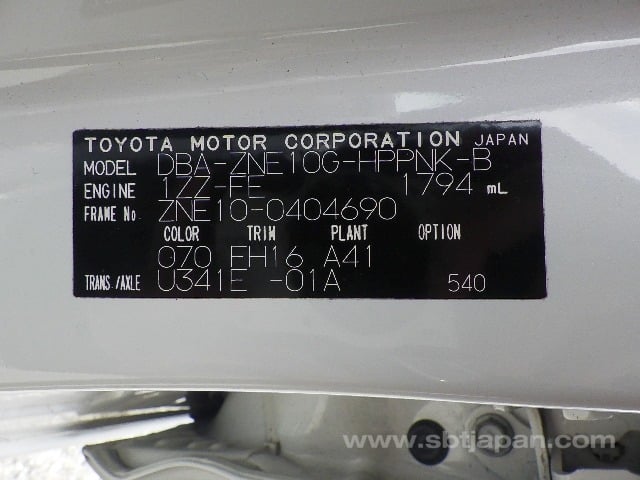 TOYOTA MOTOR CORPORATION JAPAN
MODEL DBA-ZNE10G-HPPNK-B
ENGINE 1ZZ-FE 1794 mL
FRAME No. ZNE10-0404690
COLOR TRIM PLANT OPTION
070 FH16 A41
TRANS./AXLE U341E -01A 540
www.sbtjapan.com